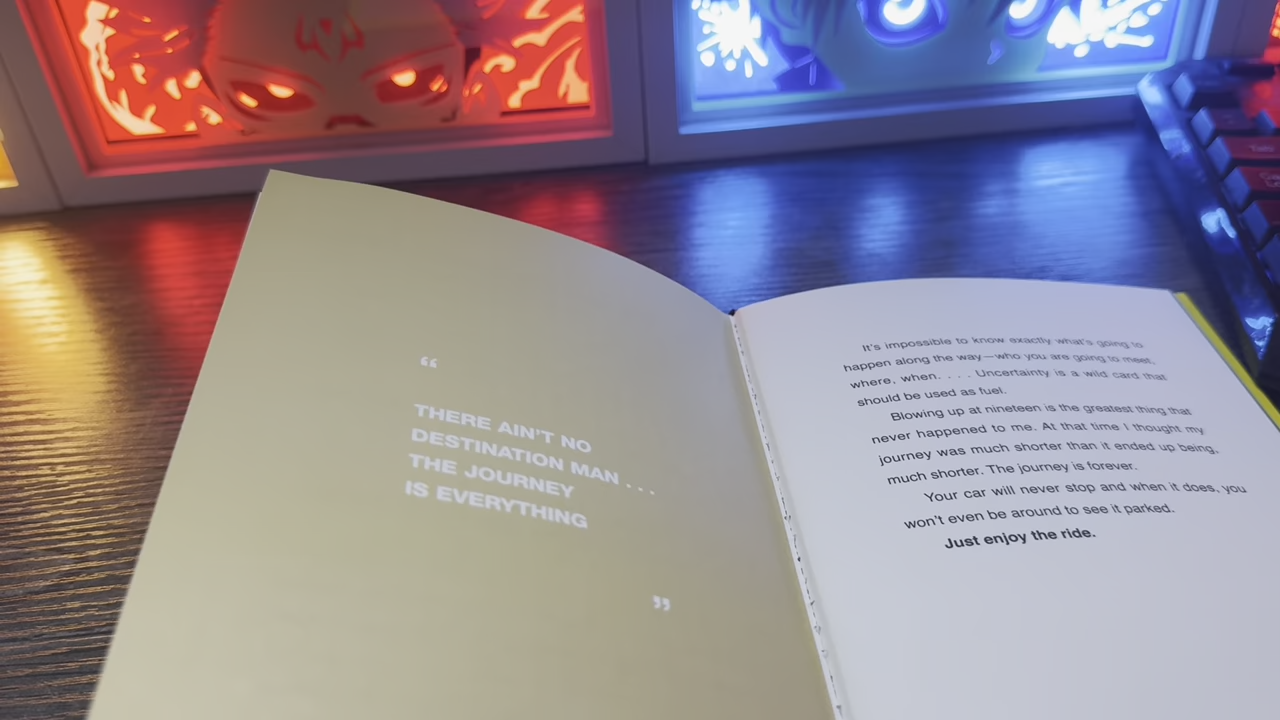 “
THERE AIN'T NO
DESTINATION MAN . . .
THE JOURNEY
IS EVERYTHING
”
It's impossible to know exactly what's going to
happen along the way—who you are going to meet,
where, when. . . . Uncertainty is a wild card that
should be used as fuel.
Blowing up at nineteen is the greatest thing that
never happened to me. At that time I thought my
journey was much shorter than it ended up being,
much shorter. The journey is forever.
Your car will never stop and when it does, you
won't even be around to see it parked.
Just enjoy the ride.
Tab